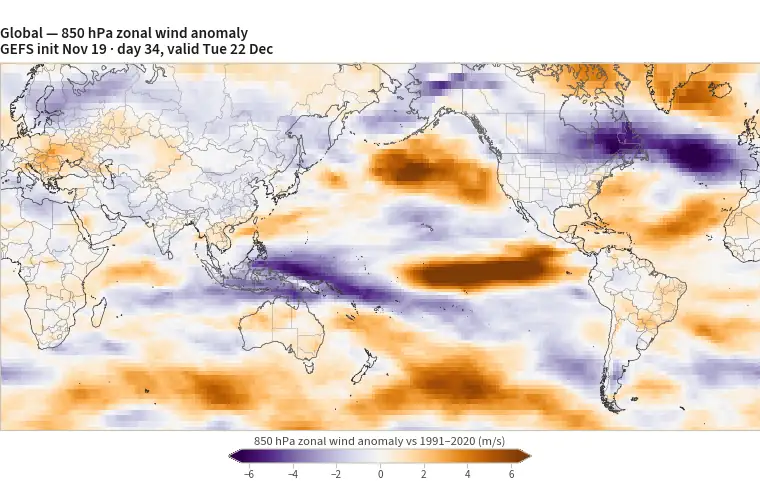 Global — 850 hPa zonal wind anomaly
GEFS init Nov 19 · day 34, valid Tue 22 Dec
850 hPa zonal wind anomaly vs 1991–2020 (m/s)
−6 −4 −2 0 2 4 6